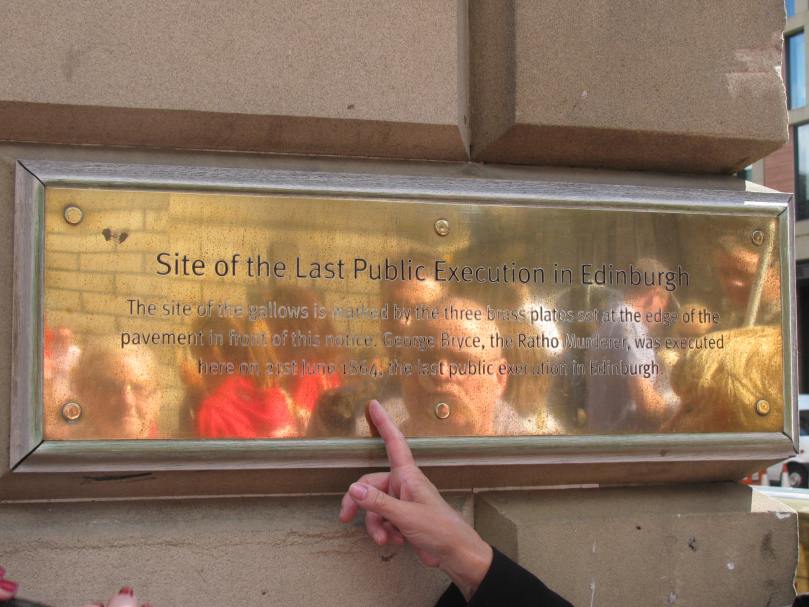 Site of the Last Public Execution in Edinburgh
The site of the gallows is marked by the three brass plates set at the edge of the
pavement in front of this notice. George Bryce, the Ratho Murderer, was executed
here on 21st June 1864, the last public execution in Edinburgh.